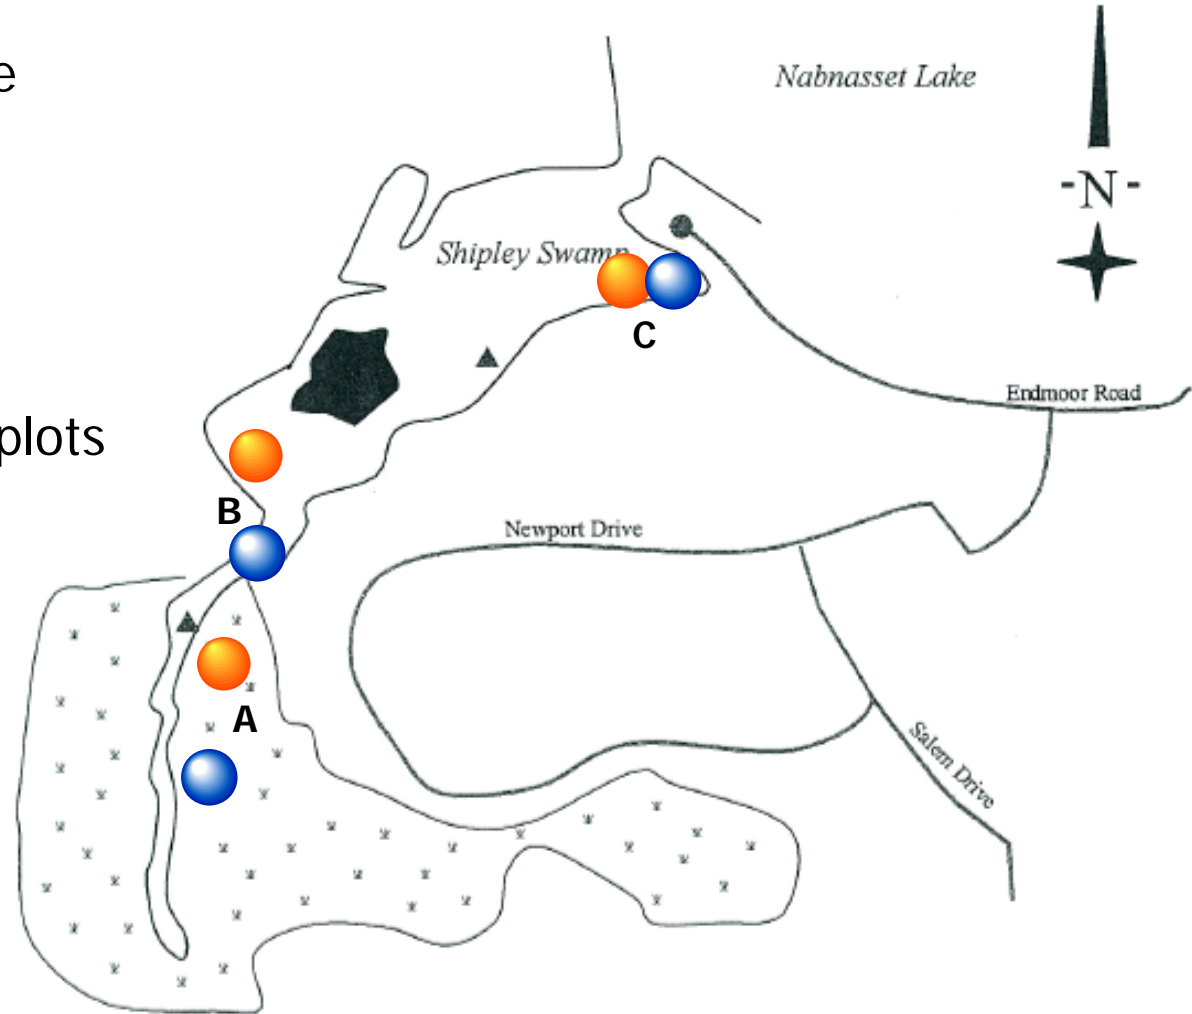 e
Nabnasset Lake
-N-
Shipley Swamp
C
Endmoor Road
plots
B
Newport Drive
A
Salem Drive